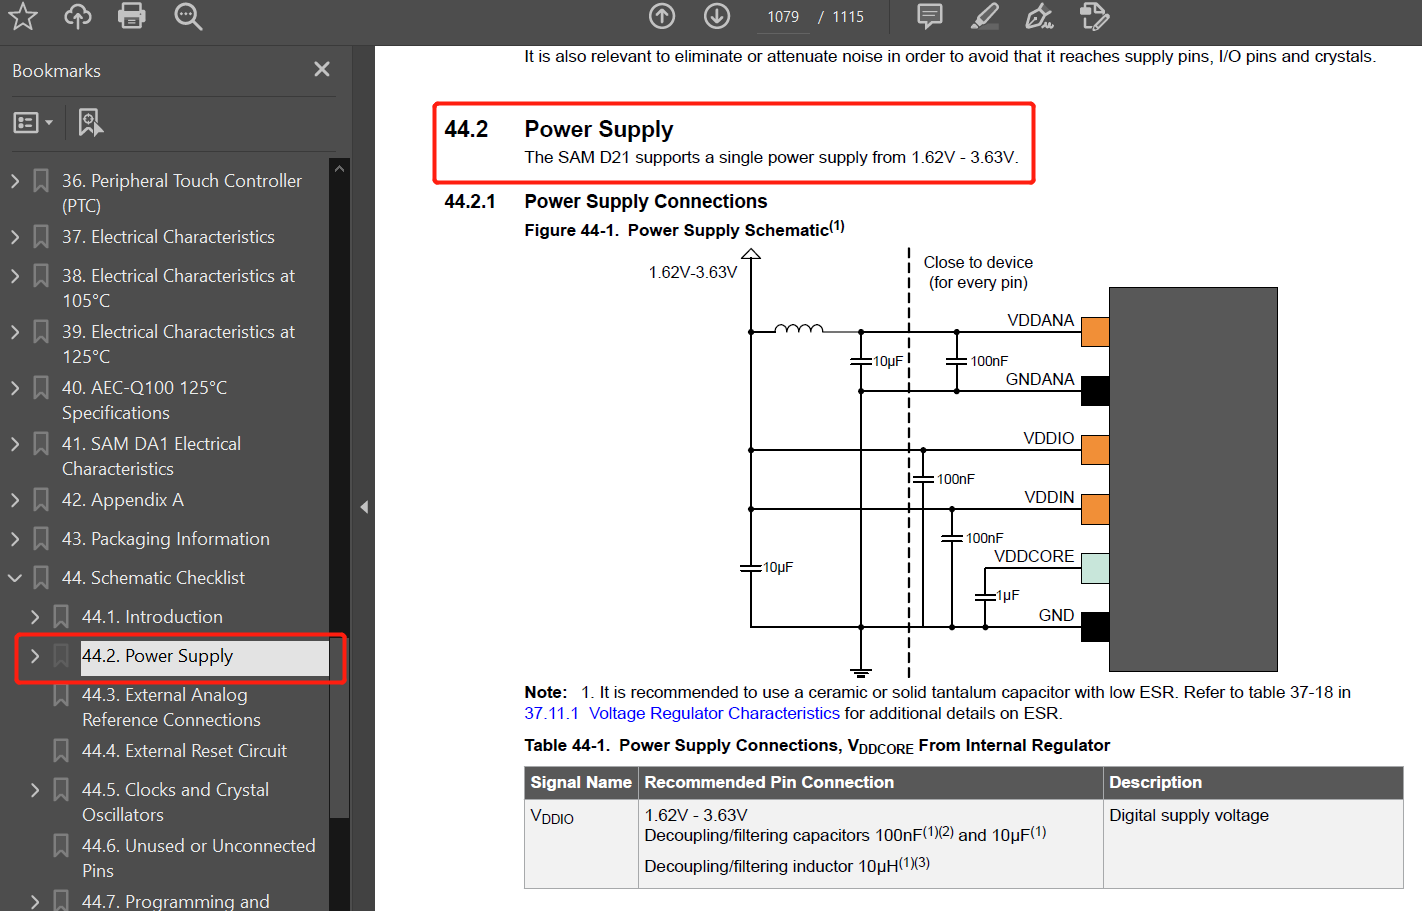 1079 / 1115
Bookmarks
36. Peripheral Touch Controller
(PTC)
37. Electrical Characteristics
38. Electrical Characteristics at
105°C
39. Electrical Characteristics at
125°C
40. AEC-Q100 125°C
Specifications
41. SAM DA1 Electrical
Characteristics
42. Appendix A
43. Packaging Information
44. Schematic Checklist
44.1. Introduction
44.2. Power Supply
44.3. External Analog
Reference Connections
44.4. External Reset Circuit
44.5. Clocks and Crystal
Oscillators
44.6. Unused or Unconnected
Pins
44.7. Programming and
It is also relevant to eliminate or attenuate noise in order to avoid that it reaches supply pins, I/O pins and crystals.
44.2 Power Supply
The SAM D21 supports a single power supply from 1.62V - 3.63V.
44.2.1 Power Supply Connections
Figure 44-1. Power Supply Schematic(1)
1.62V-3.63V
Close to device
(for every pin)
VDDANA
10µF
100nF
GNDANA
VDDIO
100nF
VDDIN
100nF
VDDCORE
10µF
1µF
GND
Note: 1. It is recommended to use a ceramic or solid tantalum capacitor with low ESR. Refer to table 37-18 in
37.11.1 Voltage Regulator Characteristics for additional details on ESR.
Table 44-1. Power Supply Connections, VDDCORE From Internal Regulator
Signal Name Recommended Pin Connection Description
VDDIO 1.62V - 3.63V Digital supply voltage
Decoupling/filtering capacitors 100nF(1)(2) and 10µF(1)
Decoupling/filtering inductor 10µH(1)(3)